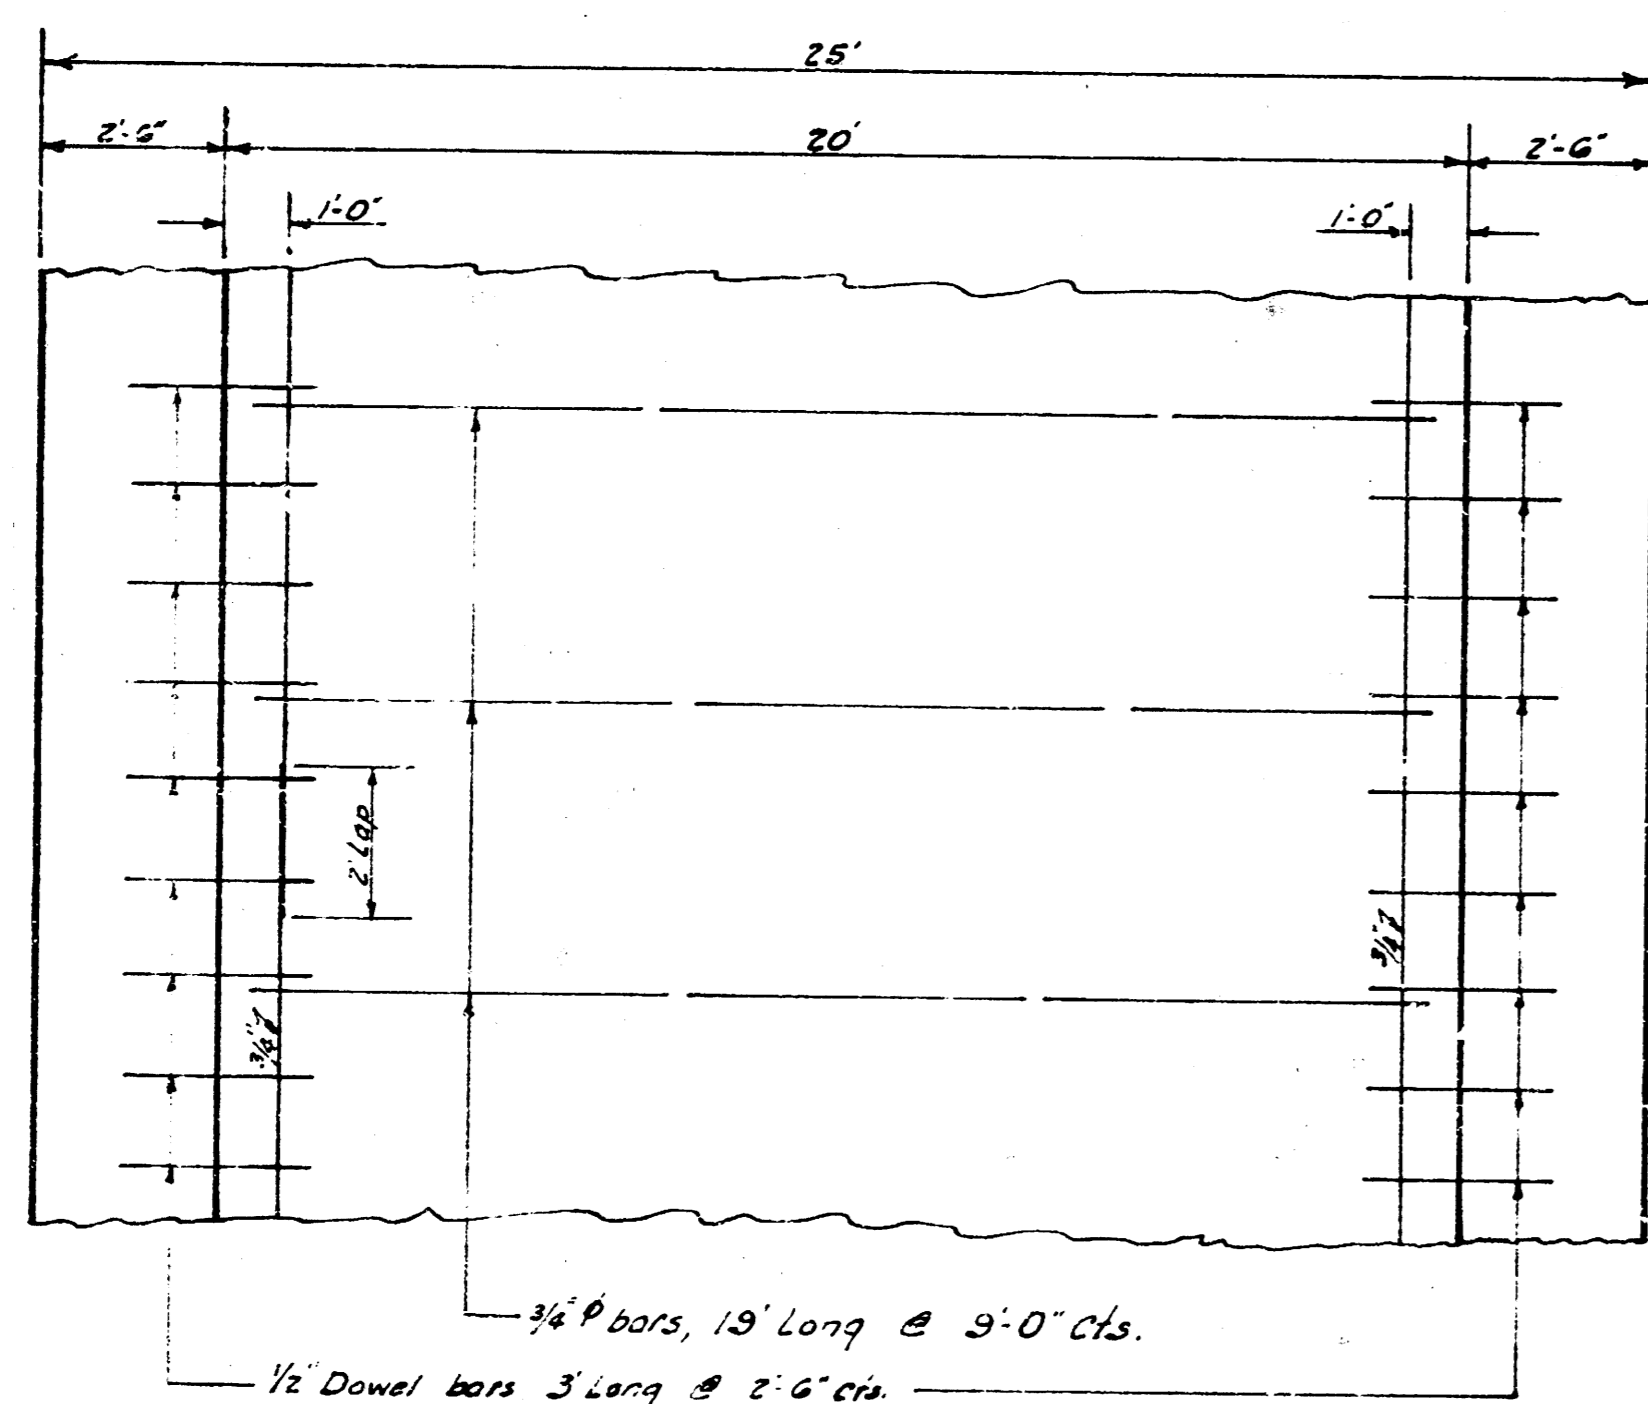 25'
2'-6" 20' 2'-6"
1'-0" 1'-0"
2' Lap
3/4" φ
3/4" φ
3/4" φ bars, 19' Long @ 9'-0" Cts.
1/2" Dowel bars 3' Long @ 2'-6" cts.